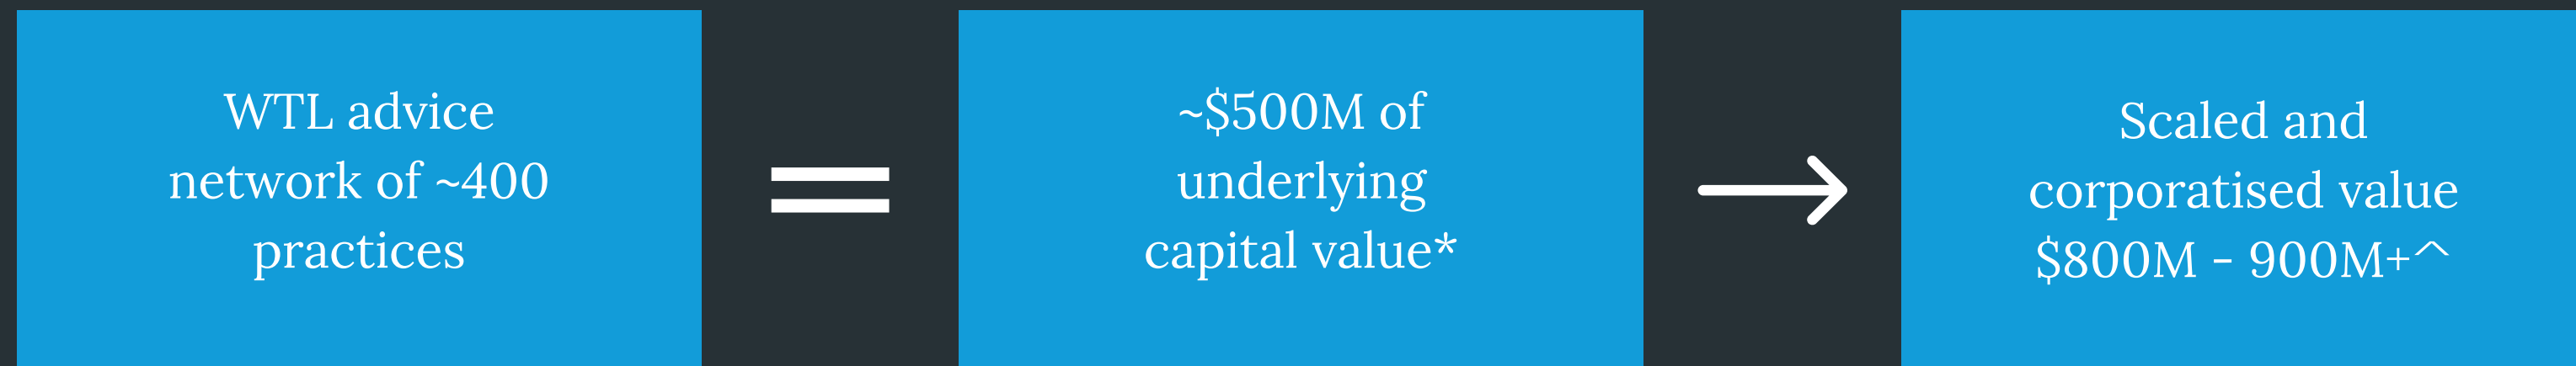 WTL advice
network of ~400
practices
~$500M of
underlying
capital value*
Scaled and
corporatised value
$800M - 900M+^